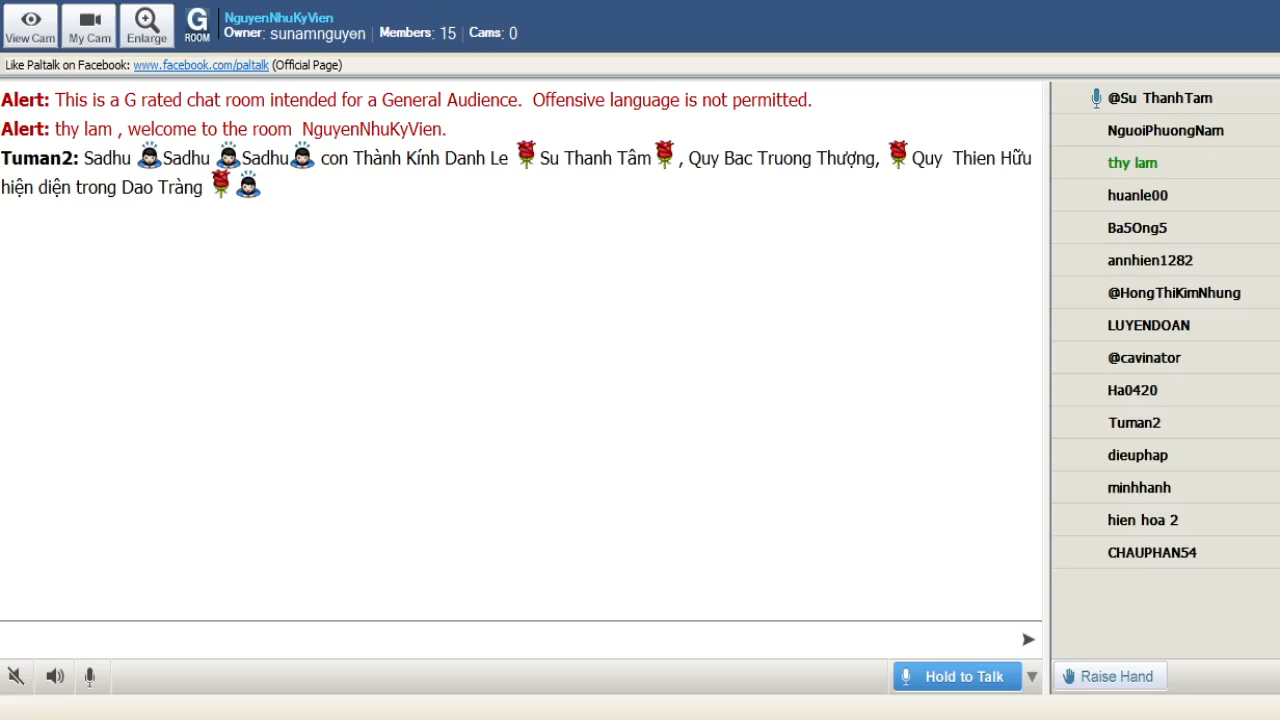 View Cam
My Cam
Enlarge
G
ROOM
NguyenNhuKyVien
Owner: sunamnguyen | Members: 15 | Cams: 0
Like Paltalk on Facebook: www.facebook.com/paltalk (Official Page)
Alert: This is a G rated chat room intended for a General Audience. Offensive language is not permitted.
Alert: thy lam , welcome to the room NguyenNhuKyVien.
Tuman2: Sadhu Sadhu Sadhu con Thành Kính Danh Le Su Thanh Tâm , Quy Bac Truong Thượng, Quy Thien Hữu
hiện diện trong Dao Tràng
@Su ThanhTam
NguoiPhuongNam
thy lam
huanle00
Ba5Ong5
annhien1282
@HongThiKimNhung
LUYENDOAN
@cavinator
Ha0420
Tuman2
dieuphap
minhhanh
hien hoa 2
CHAUPHAN54
Hold to Talk
Raise Hand